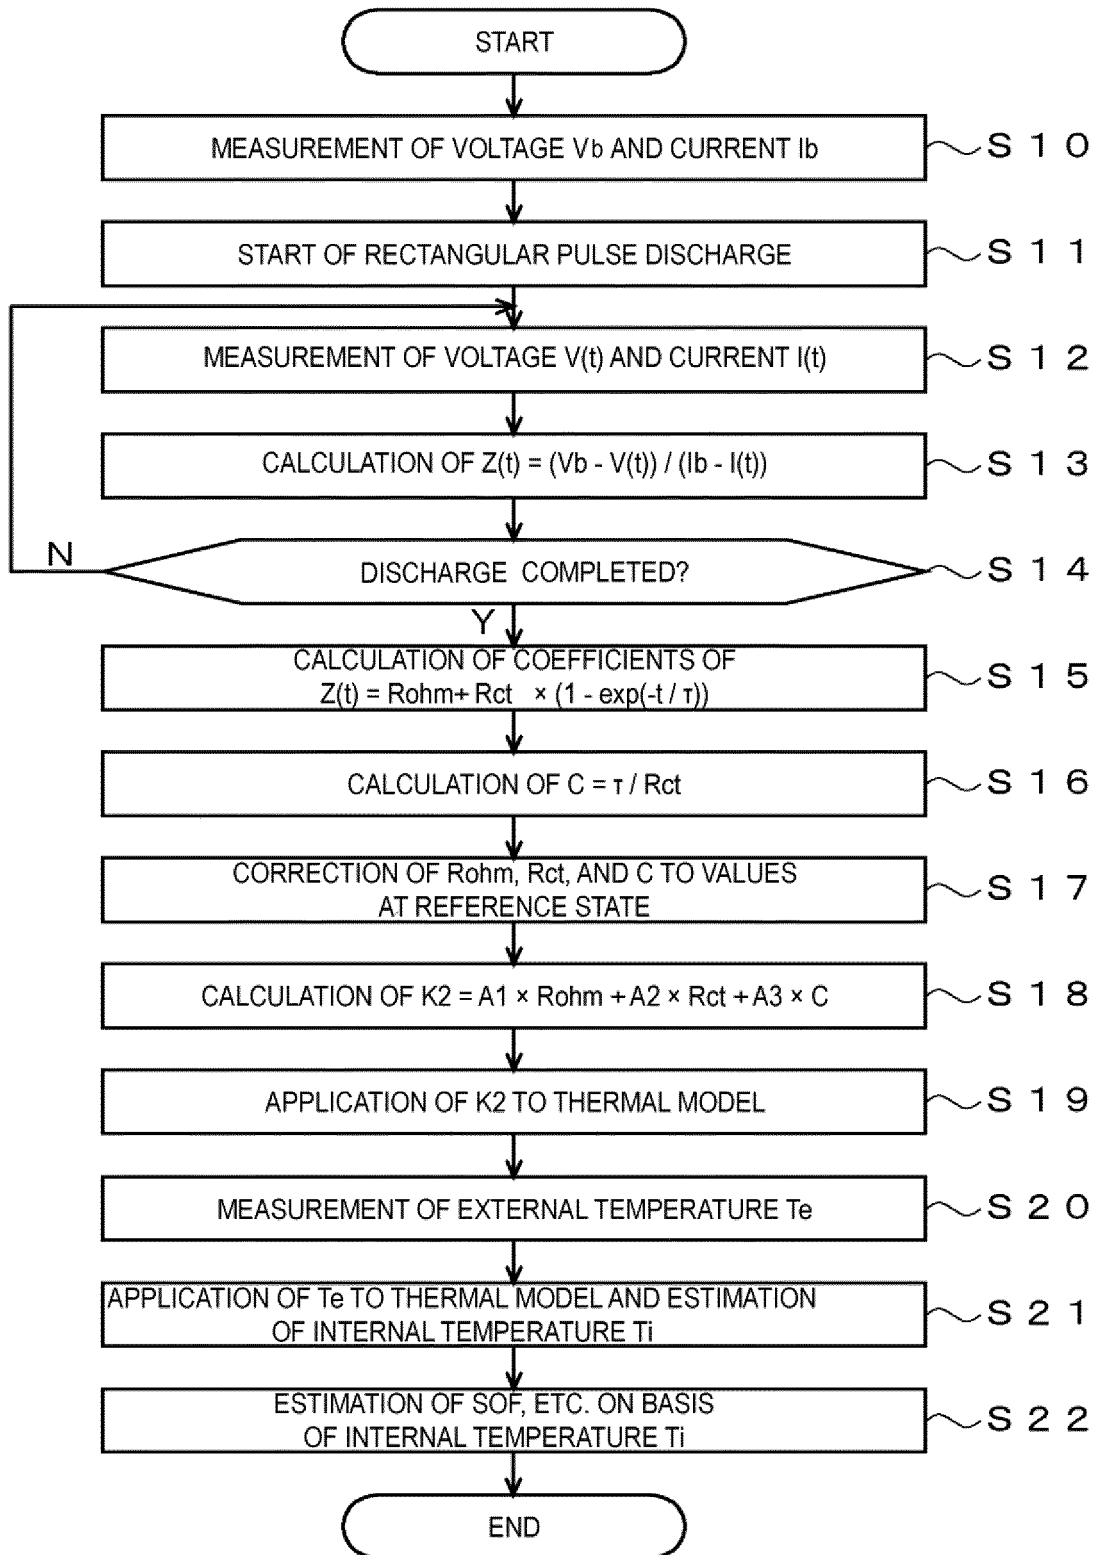 START
MEASUREMENT OF VOLTAGE Vb AND CURRENT Ib
S10
START OF RECTANGULAR PULSE DISCHARGE
S11
MEASUREMENT OF VOLTAGE V(t) AND CURRENT I(t)
S12
CALCULATION OF Z(t) = (Vb - V(t)) / (Ib - I(t))
S13
N
DISCHARGE COMPLETED?
S14
Y
CALCULATION OF COEFFICIENTS OF
Z(t) = Rohm+ Rct × (1 - exp(-t / τ))
S15
CALCULATION OF C = τ / Rct
S16
CORRECTION OF Rohm, Rct, AND C TO VALUES
AT REFERENCE STATE
S17
CALCULATION OF K2 = A1 × Rohm + A2 × Rct + A3 × C
S18
APPLICATION OF K2 TO THERMAL MODEL
S19
MEASUREMENT OF EXTERNAL TEMPERATURE Te
S20
APPLICATION OF Te TO THERMAL MODEL AND ESTIMATION
OF INTERNAL TEMPERATURE Ti
S21
ESTIMATION OF SOF, ETC. ON BASIS
OF INTERNAL TEMPERATURE Ti
S22
END